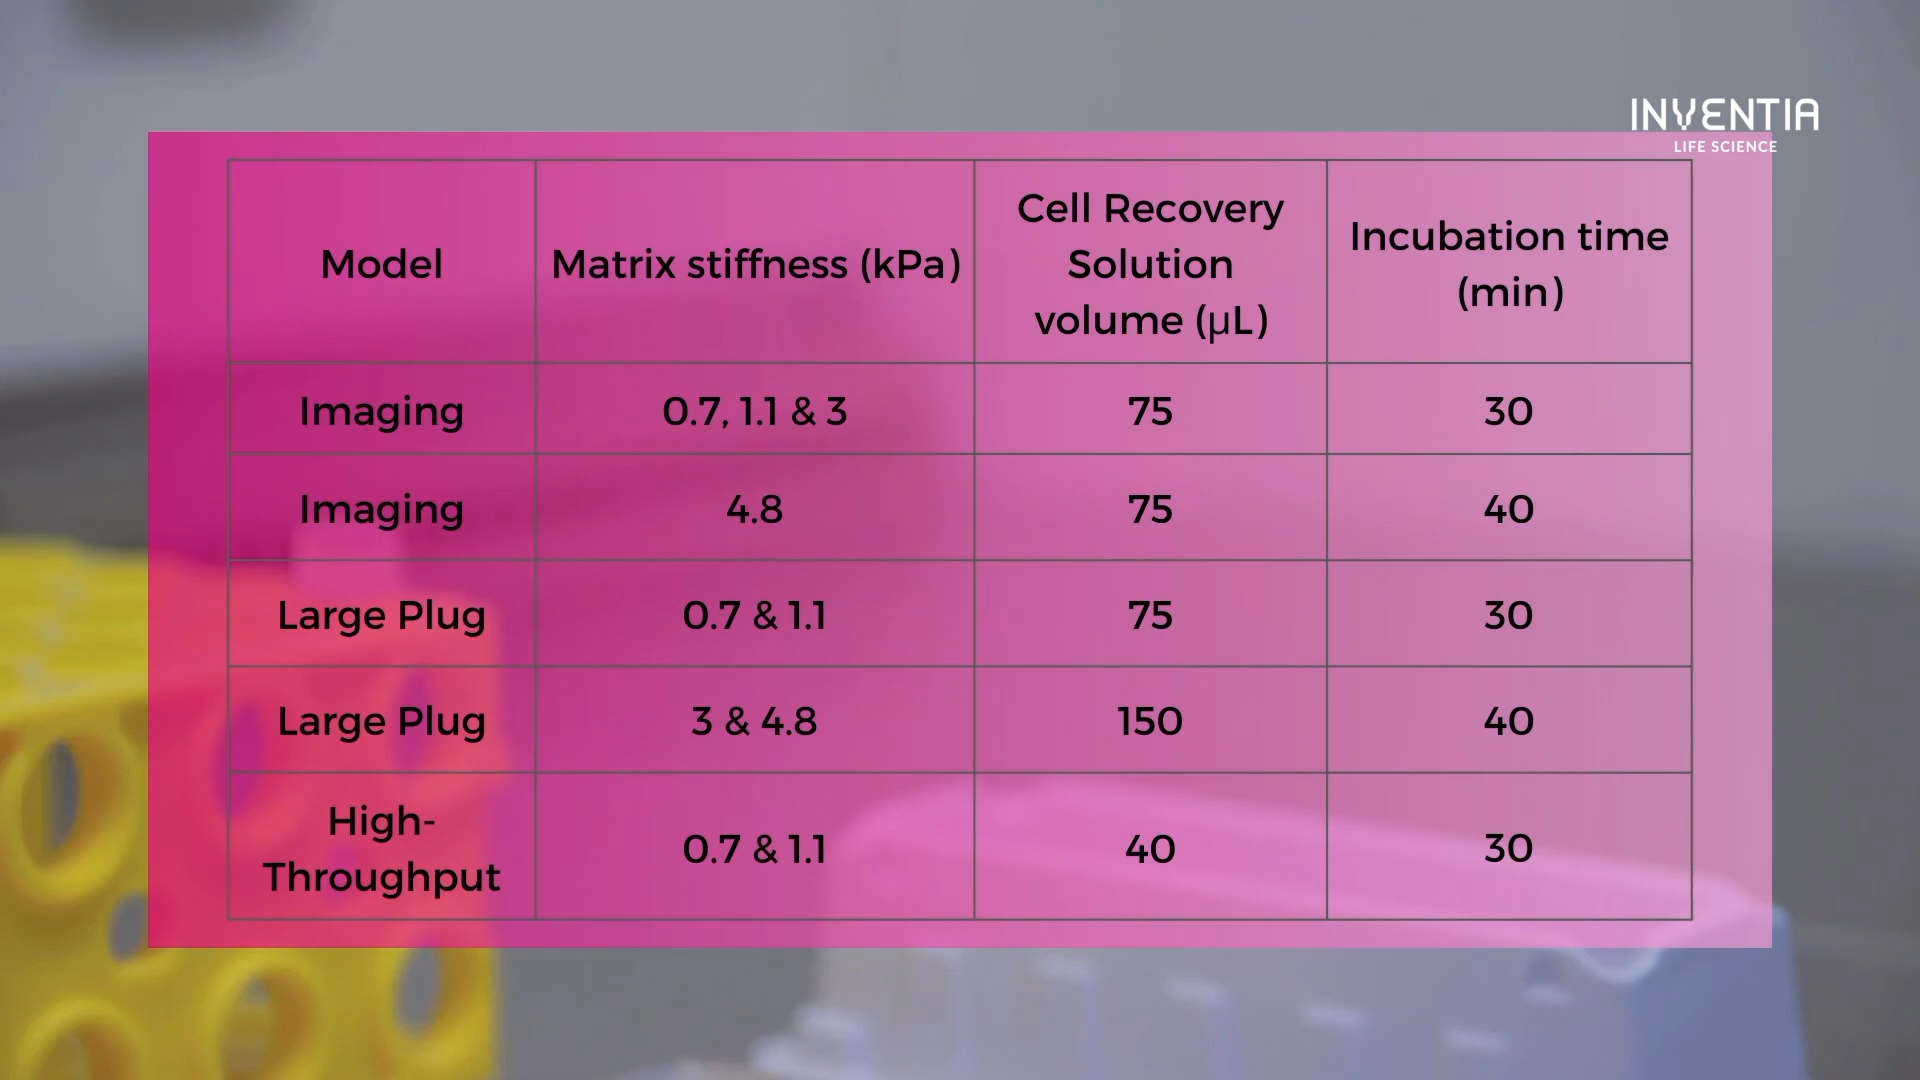 INVENTIA
LIFE SCIENCE
Model
Matrix stiffness (kPa)
Cell Recovery
Solution
volume (µL)
Incubation time
(min)
Imaging
0.7, 1.1 & 3
75
30
Imaging
4.8
75
40
Large Plug
0.7 & 1.1
75
30
Large Plug
3 & 4.8
150
40
High-
Throughput
0.7 & 1.1
40
30